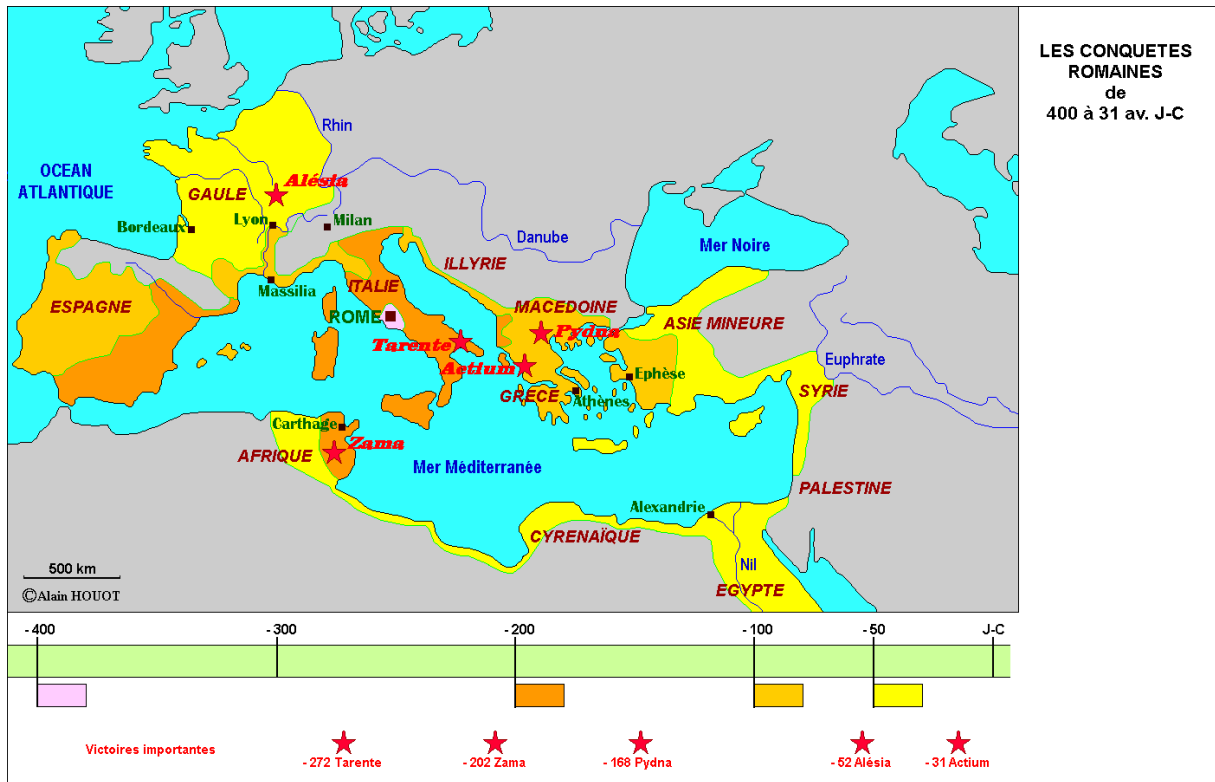 LES CONQUETES
ROMAINES
de
400 à 31 av. J-C
Rhin
OCEAN
ATLANTIQUE
Alésia
GAULE
Lyon
Milan
Bordeaux
Danube
Mer Noire
ILLYRIE
Massilia
ITALIE
ESPAGNE
MACEDOINE
ROME
Pydna
ASIE MINEURE
Tarente
Actium
Euphrate
Ephèse
SYRIE
GRECE
Athènes
Carthage
Zama
AFRIQUE
Mer Méditerranée
PALESTINE
Alexandrie
CYRENAÏQUE
Nil
500 km
EGYPTE
©Alain HOUOT
- 400 - 300 - 200 - 100 - 50 J-C
Victoires importantes
- 272 Tarente - 202 Zama - 168 Pydna - 52 Alésia - 31 Actium